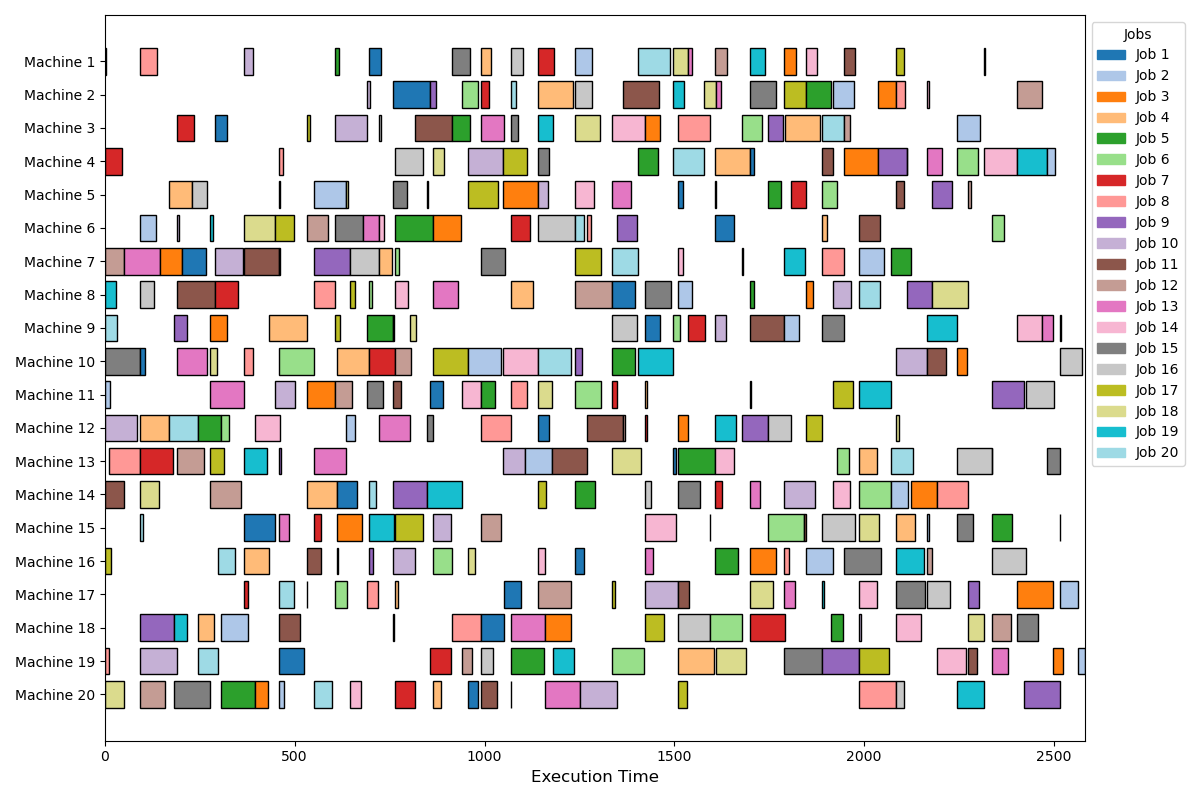 Machine 1
Machine 2
Machine 3
Machine 4
Machine 5
Machine 6
Machine 7
Machine 8
Machine 9
Machine 10
Machine 11
Machine 12
Machine 13
Machine 14
Machine 15
Machine 16
Machine 17
Machine 18
Machine 19
Machine 20
0 500 1000 1500 2000 2500
Execution Time
Jobs
Job 1
Job 2
Job 3
Job 4
Job 5
Job 6
Job 7
Job 8
Job 9
Job 10
Job 11
Job 12
Job 13
Job 14
Job 15
Job 16
Job 17
Job 18
Job 19
Job 20